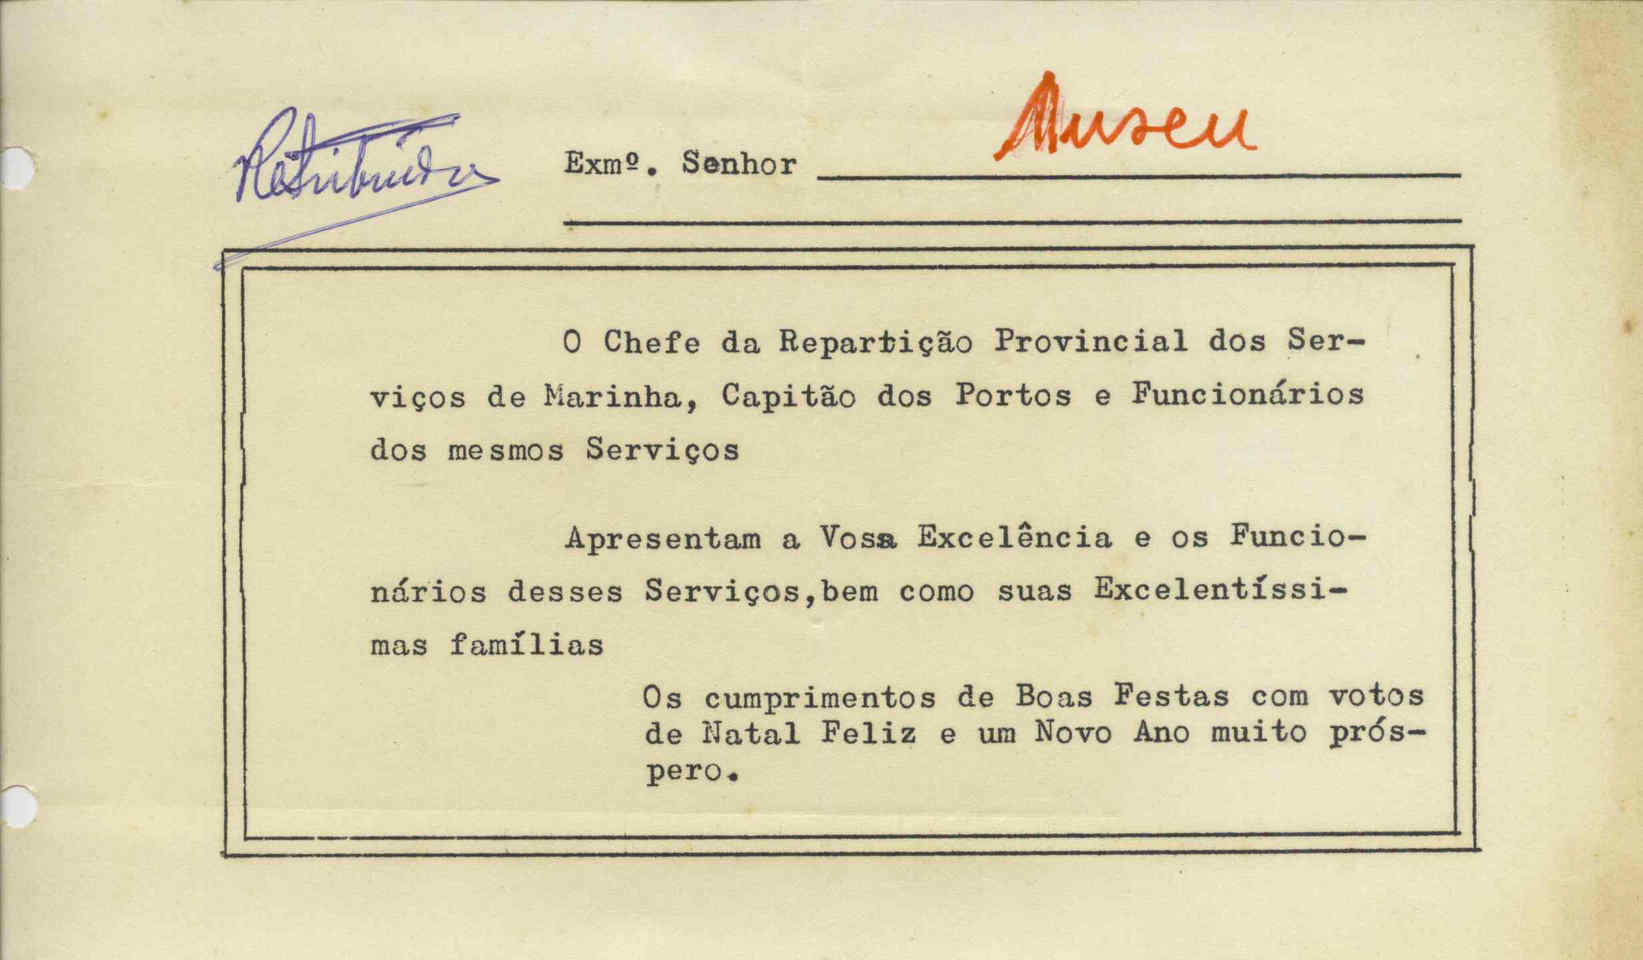 Retribuído
Museu
Exmº. Senhor
O Chefe da Repartição Provincial dos Ser-
viços de Marinha, Capitão dos Portos e Funcionários
dos mesmos Serviços
Apresentam a Vosa Excelência e os Funcio-
nários desses Serviços,bem como suas Excelentíssi-
mas famílias
Os cumprimentos de Boas Festas com votos
de Natal Feliz e um Novo Ano muito prós-
pero.